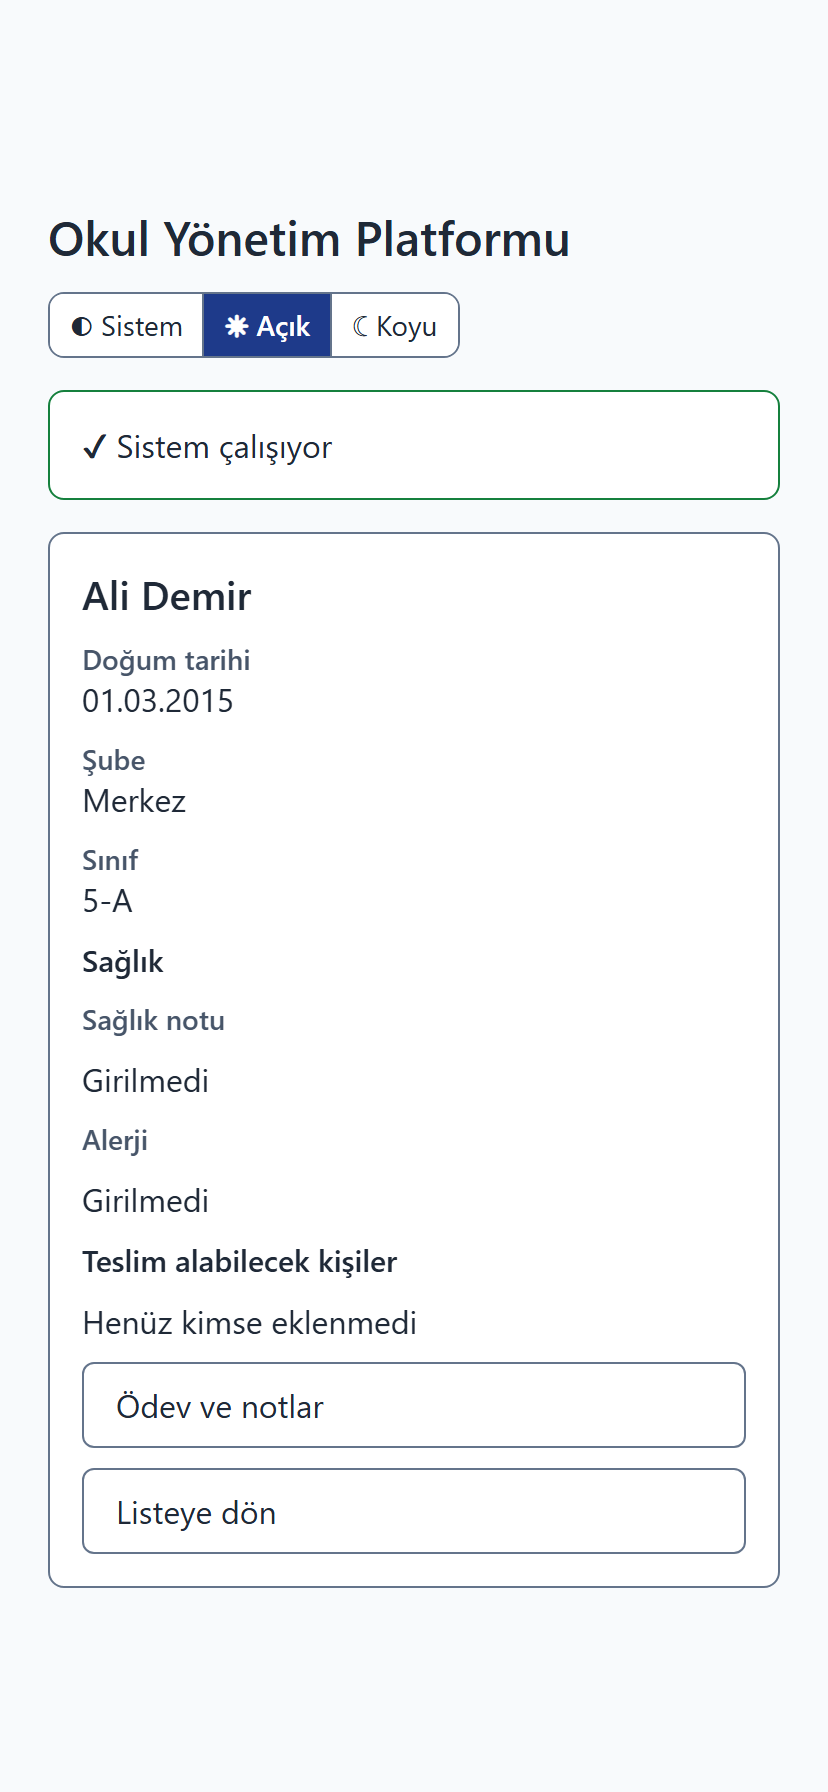 Okul Yönetim Platformu
◐ Sistem ✱ Açık ☾ Koyu
✓ Sistem çalışıyor
Ali Demir
Doğum tarihi
01.03.2015
Şube
Merkez
Sınıf
5-A
Sağlık
Sağlık notu
Girilmedi
Alerji
Girilmedi
Teslim alabilecek kişiler
Henüz kimse eklenmedi
Ödev ve notlar
Listeye dön